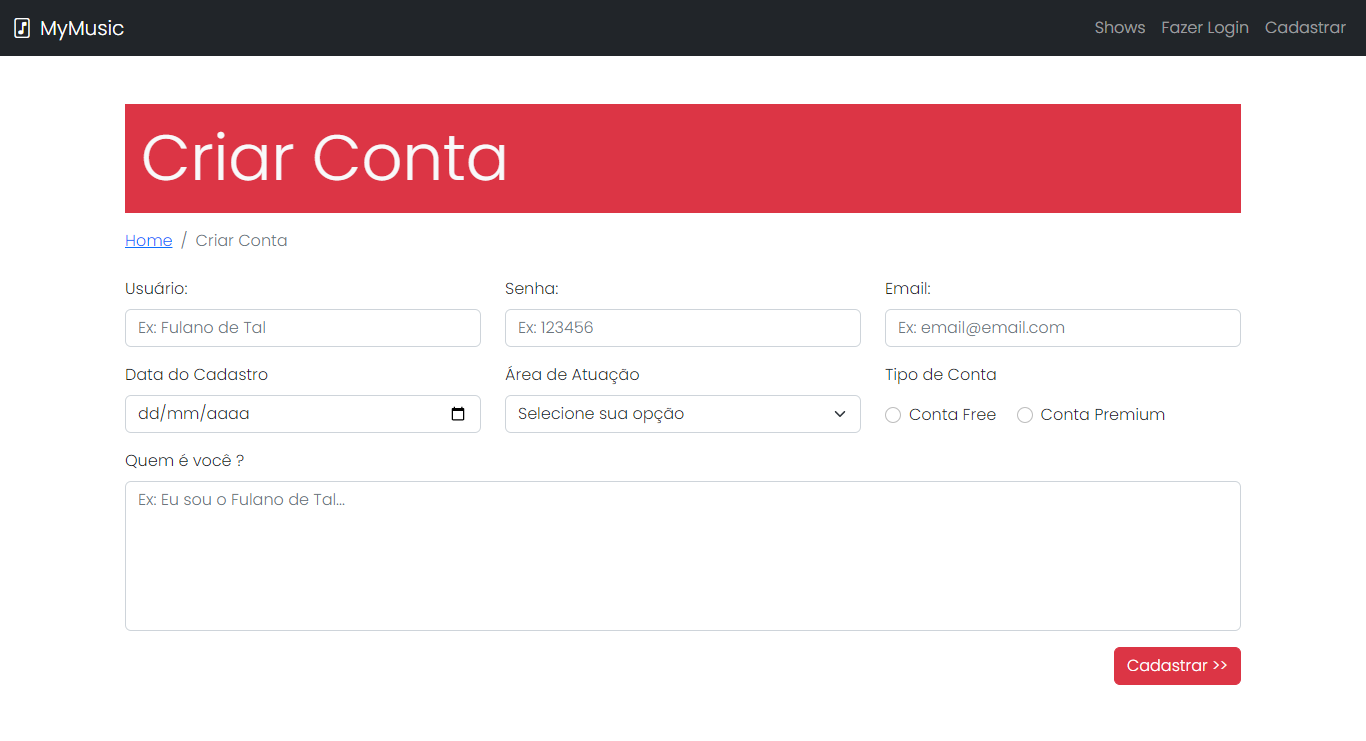 MyMusic Shows Fazer Login Cadastrar
Criar Conta
Home / Criar Conta
Usuário: Senha: Email:
Ex: Fulano de Tal Ex: 123456 Ex: email@email.com
Data do Cadastro Área de Atuação Tipo de Conta
dd/mm/aaaa Selecione sua opção Conta Free Conta Premium
Quem é você ?
Ex: Eu sou o Fulano de Tal...
Cadastrar >>